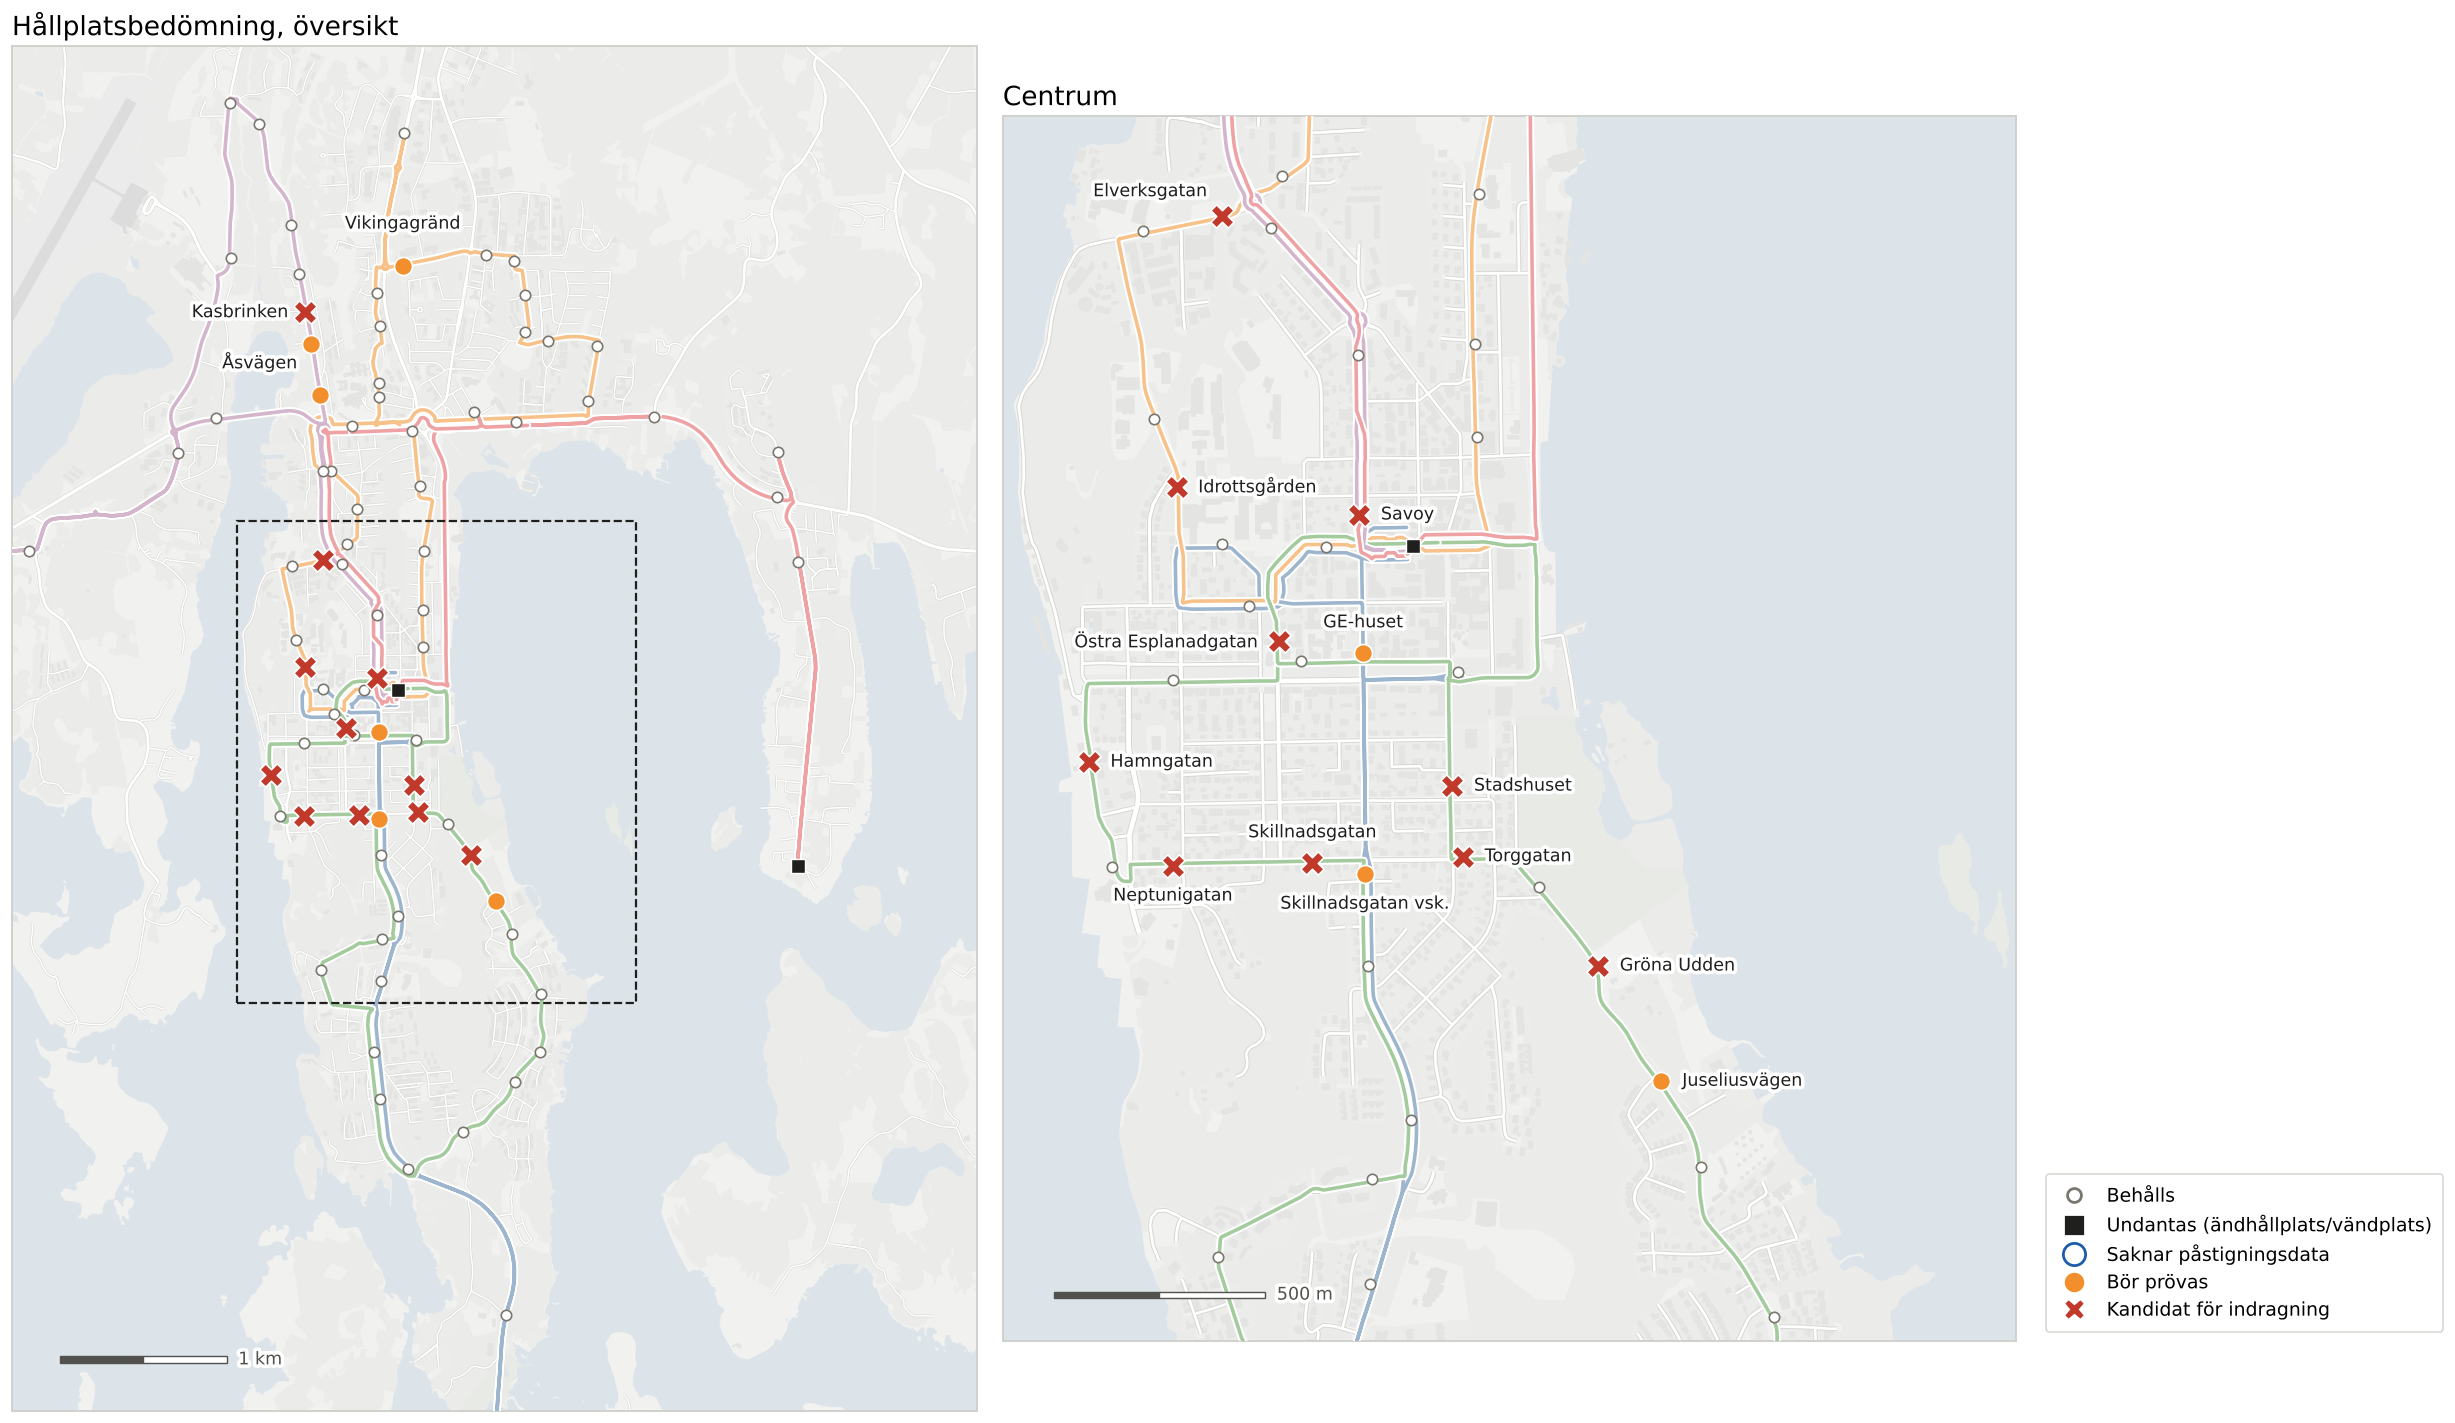 Hållplatsbedömning, översikt
Vikingagränd
Kasbrinken
Åsvägen
1 km
Centrum
Elverksgatan
Idrottsgården
Savoy
GE-huset
Östra Esplanadgatan
Hamngatan
Stadshuset
Skillnadsgatan
Torggatan
Neptunigatan
Skillnadsgatan vsk.
Gröna Udden
Juseliusvägen
500 m
Behålls
Undantas (ändhållplats/vändplats)
Saknar påstigningsdata
Bör prövas
Kandidat för indragning